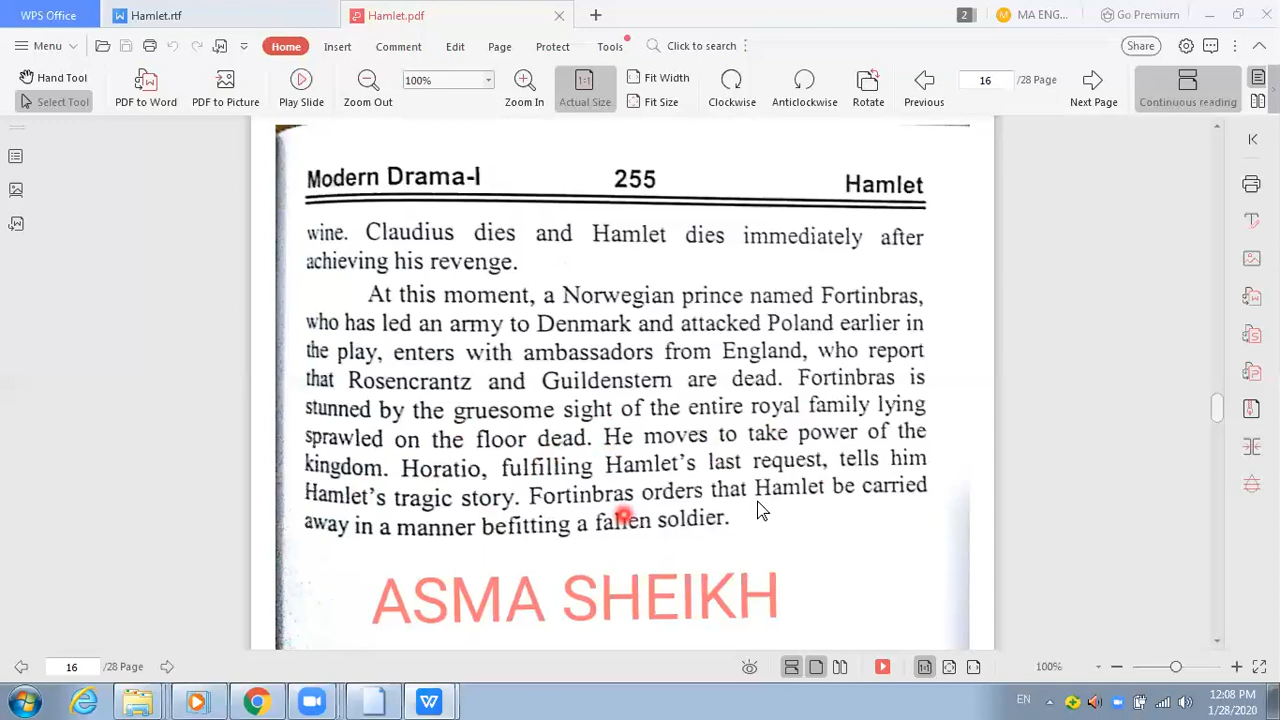 WPS Office
Hamlet.rtf
Hamlet.pdf
2
MA ENG...
Go Premium
Menu
Home
Insert
Comment
Edit
Page
Protect
Tools
Click to search
Share
Hand Tool
Select Tool
PDF to Word
PDF to Picture
Play Slide
Zoom Out
100%
Zoom In
1:1
Actual Size
Fit Width
Fit Size
Clockwise
Anticlockwise
Rotate
Previous
16
/28 Page
Next Page
Continuous reading
Modern Drama-I 255 Hamlet
wine. Claudius dies and Hamlet dies immediately after
achieving his revenge.
At this moment, a Norwegian prince named Fortinbras,
who has led an army to Denmark and attacked Poland earlier in
the play, enters with ambassadors from England, who report
that Rosencrantz and Guildenstern are dead. Fortinbras is
stunned by the gruesome sight of the entire royal family lying
sprawled on the floor dead. He moves to take power of the
kingdom. Horatio, fulfilling Hamlet's last request, tells him
Hamlet's tragic story. Fortinbras orders that Hamlet be carried
away in a manner befitting a fallen soldier.
ASMA SHEIKH
16 /28 Page
100%
EN
12:08 PM
1/28/2020